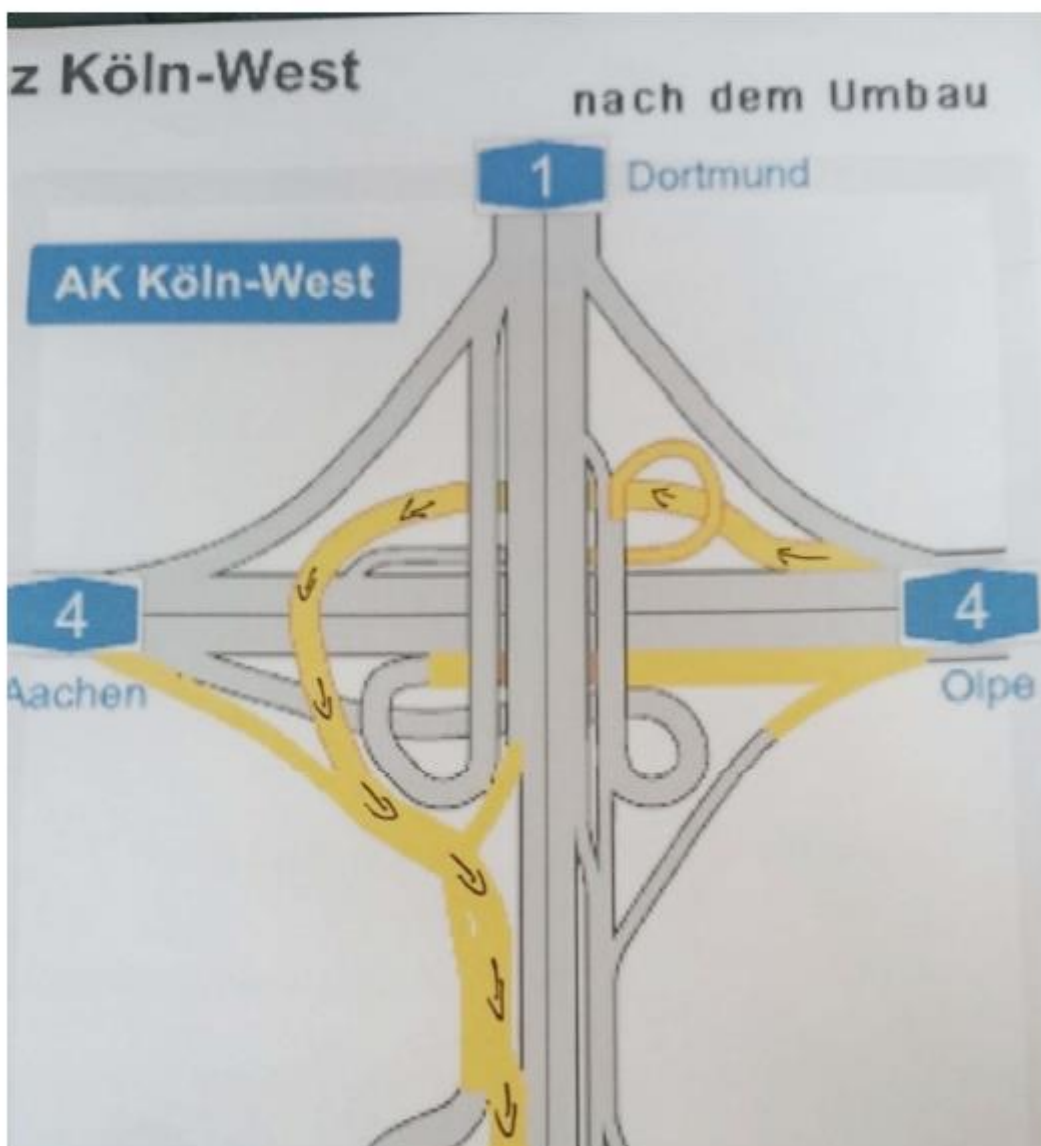 z Köln-West
nach dem Umbau
1
Dortmund
AK Köln-West
4
4
Aachen
Olpe